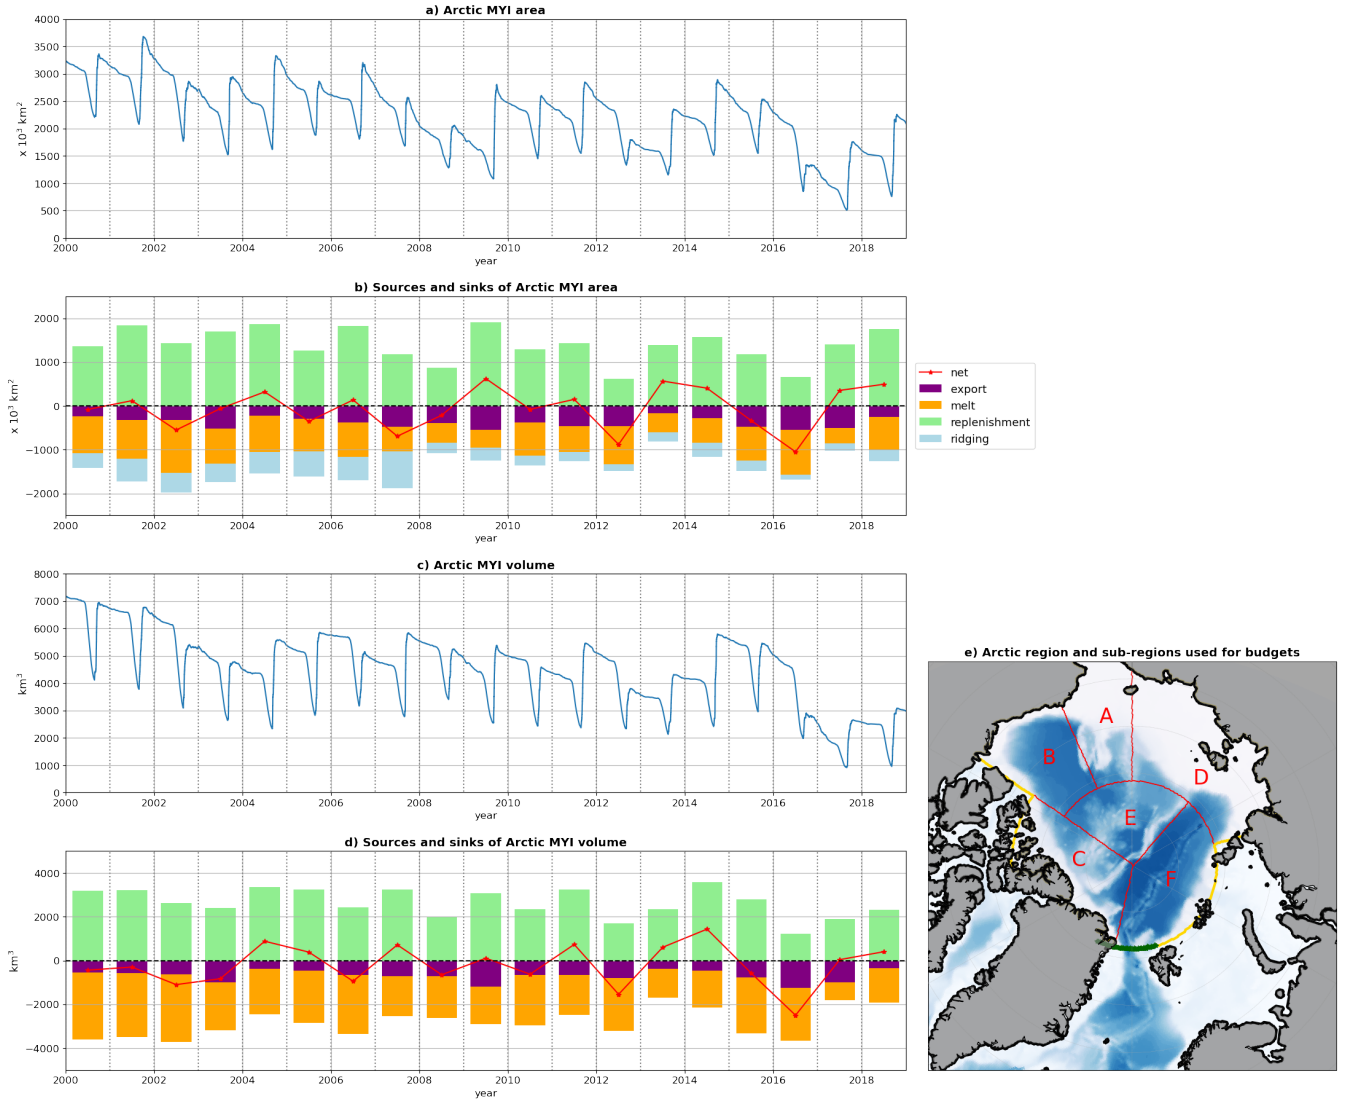 a) Arctic MYI area
4000
3500
3000
2500
2000
1500
1000
500
0
x 10³ km²
2000 2002 2004 2006 2008 2010 2012 2014 2016 2018
year
b) Sources and sinks of Arctic MYI area
2000
1000
0
−1000
−2000
x 10³ km²
2000 2002 2004 2006 2008 2010 2012 2014 2016 2018
year
net
export
melt
replenishment
ridging
c) Arctic MYI volume
8000
7000
6000
5000
4000
3000
2000
1000
0
km³
2000 2002 2004 2006 2008 2010 2012 2014 2016 2018
year
d) Sources and sinks of Arctic MYI volume
4000
2000
0
−2000
−4000
km³
2000 2002 2004 2006 2008 2010 2012 2014 2016 2018
year
e) Arctic region and sub-regions used for budgets
A
B
D
E
C
F